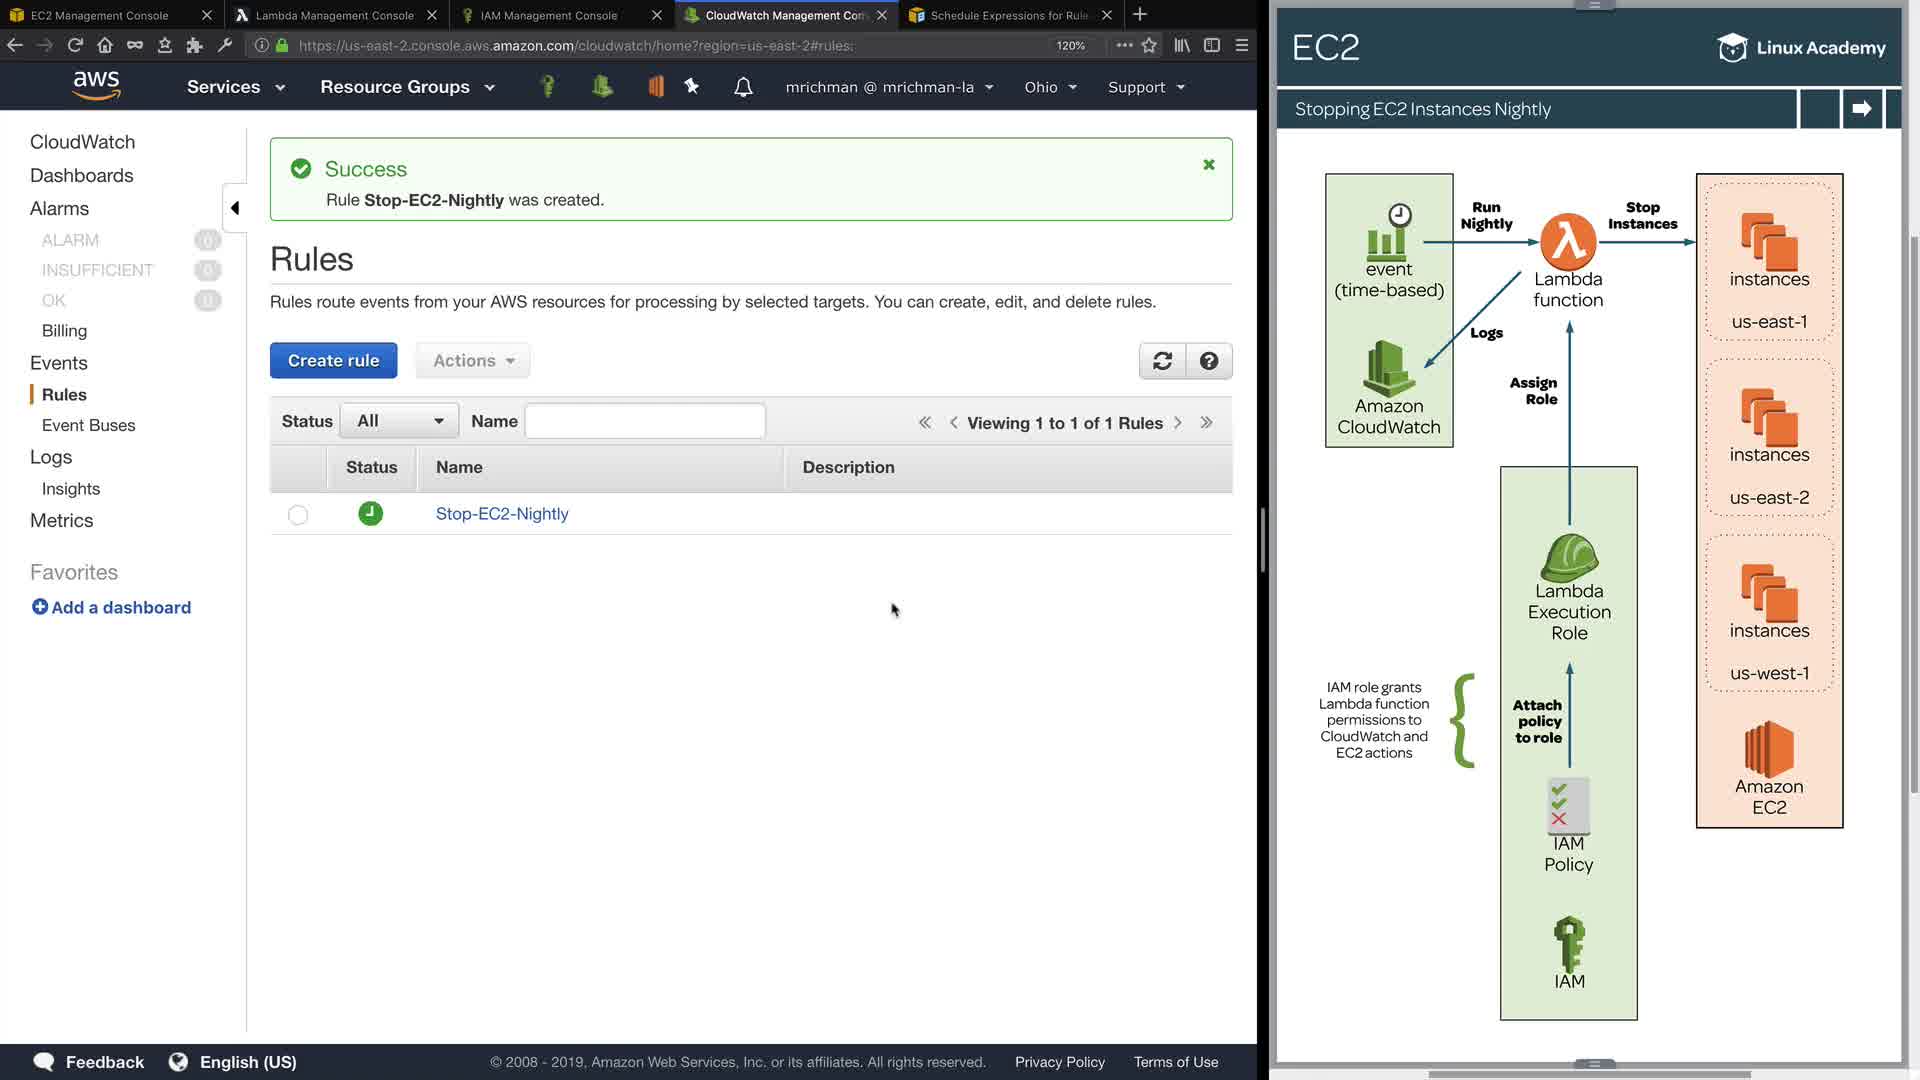 EC2 Management Console
Lambda Management Console
IAM Management Console
CloudWatch Management Con
Schedule Expressions for Rule
https://us-east-2.console.aws.amazon.com/cloudwatch/home?region=us-east-2#rules:
120%
aws
Services
Resource Groups
mrichman @ mrichman-la
Ohio
Support
CloudWatch
Dashboards
Alarms
ALARM 0
INSUFFICIENT 0
OK 0
Billing
Events
Rules
Event Buses
Logs
Insights
Metrics
Favorites
Add a dashboard
Success
Rule Stop-EC2-Nightly was created.
Rules
Rules route events from your AWS resources for processing by selected targets. You can create, edit, and delete rules.
Create rule
Actions
Status
All
Name
Viewing 1 to 1 of 1 Rules
Status
Name
Description
Stop-EC2-Nightly
Feedback
English (US)
© 2008 - 2019, Amazon Web Services, Inc. or its affiliates. All rights reserved.
Privacy Policy
Terms of Use
EC2
Linux Academy
Stopping EC2 Instances Nightly
event
(time-based)
Amazon
CloudWatch
Run
Nightly
Lambda
function
Stop
Instances
Logs
Assign
Role
instances
us-east-1
instances
us-east-2
instances
us-west-1
Amazon
EC2
Lambda
Execution
Role
IAM role grants
Lambda function
permissions to
CloudWatch and
EC2 actions
Attach
policy
to role
IAM
Policy
IAM